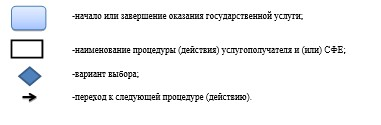 -начало или завершение оказания государственной услуги;
-наименование процедуры (действия) услугополучателя и (или) СФЕ;
-вариант выбора;
-переход к следующей процедуре (действию).